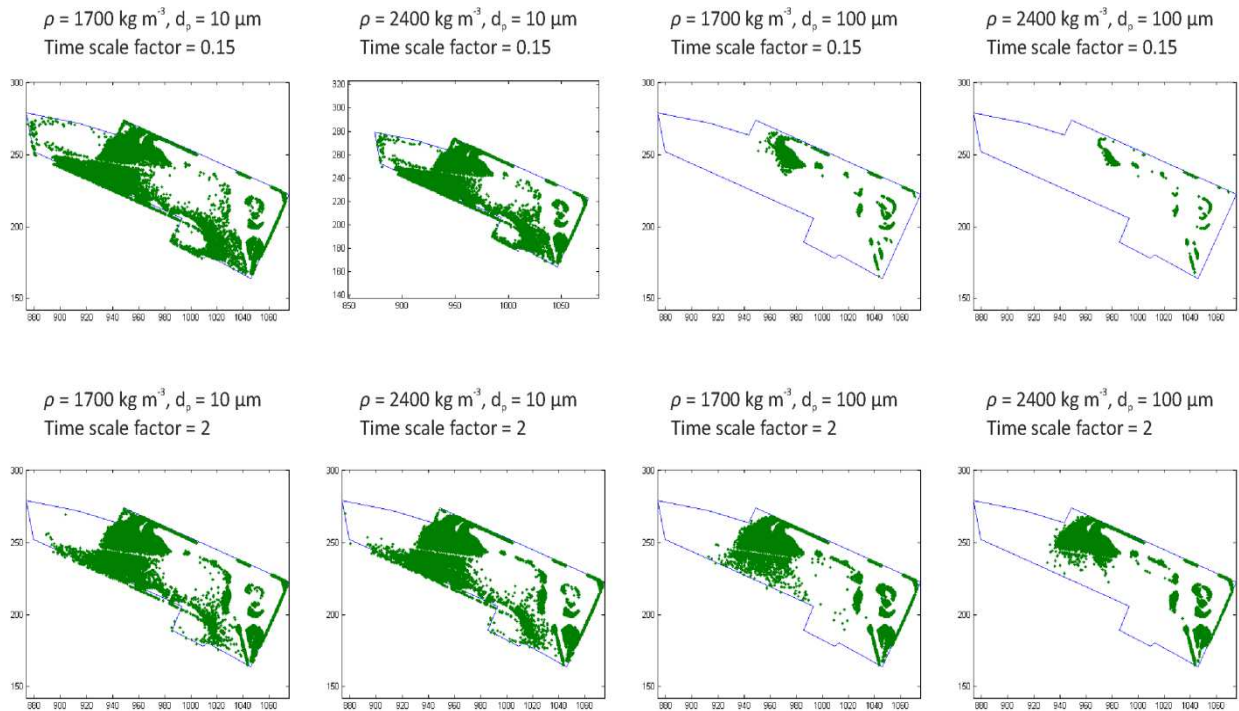 ρ = 1700 kg m⁻³, dₚ = 10 µm
Time scale factor = 0.15
ρ = 2400 kg m⁻³, dₚ = 10 µm
Time scale factor = 0.15
ρ = 1700 kg m⁻³, dₚ = 100 µm
Time scale factor = 0.15
ρ = 2400 kg m⁻³, dₚ = 100 µm
Time scale factor = 0.15
300
250
200
150
880 900 920 940 960 980 1000 1020 1040 1060
320
300
280
260
240
220
200
180
160
140
850 900 950 1000 1050
300
250
200
150
880 900 920 940 960 980 1000 1020 1040 1060
300
250
200
150
880 900 920 940 960 980 1000 1020 1040 1060
ρ = 1700 kg m⁻³, dₚ = 10 µm
Time scale factor = 2
ρ = 2400 kg m⁻³, dₚ = 10 µm
Time scale factor = 2
ρ = 1700 kg m⁻³, dₚ = 100 µm
Time scale factor = 2
ρ = 2400 kg m⁻³, dₚ = 100 µm
Time scale factor = 2
300
250
200
150
880 900 920 940 960 980 1000 1020 1040 1060
300
250
200
150
880 900 920 940 960 980 1000 1020 1040 1060
300
250
200
150
880 900 920 940 960 980 1000 1020 1040 1060
300
250
200
150
880 900 920 940 960 980 1000 1020 1040 1060